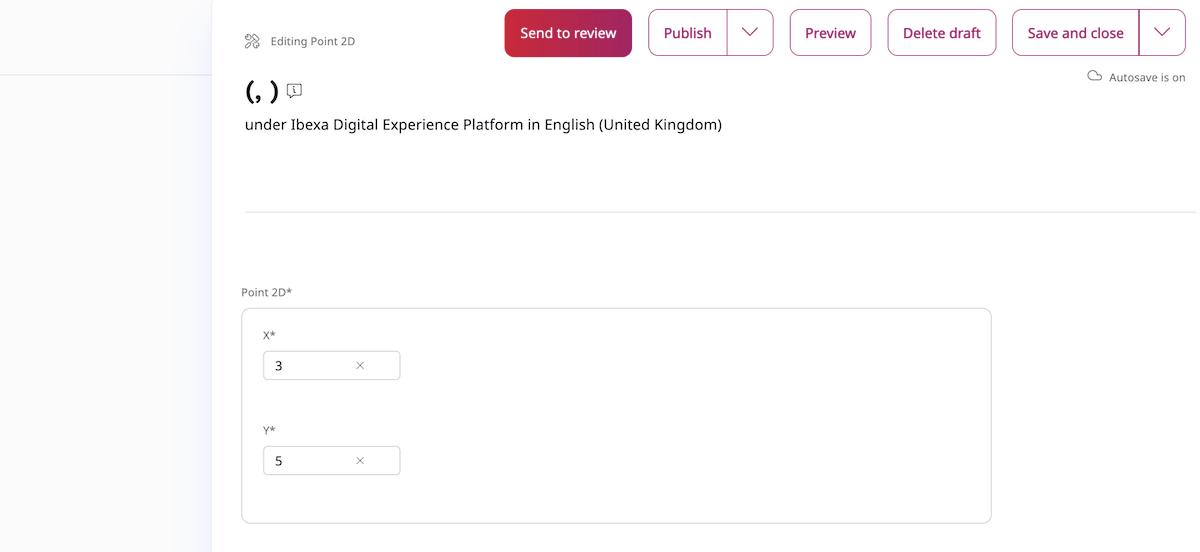 Editing Point 2D
Send to review
Publish
Preview
Delete draft
Save and close
Autosave is on
(, )
under Ibexa Digital Experience Platform in English (United Kingdom)
Point 2D*
X*
3
Y*
5